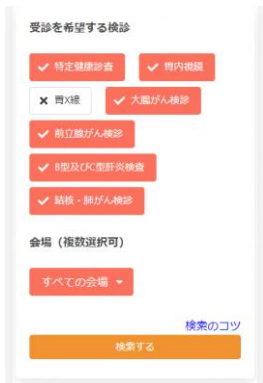 受診を希望する検診
✓ 特定健康診査 ✓ 胃内視鏡
✕ 胃X線 ✓ 大腸がん検診
✓ 前立腺がん検診
✓ B型及びC型肝炎検査
✓ 結核・肺がん検診
会場（複数選択可）
すべての会場
検索のコツ
検索する